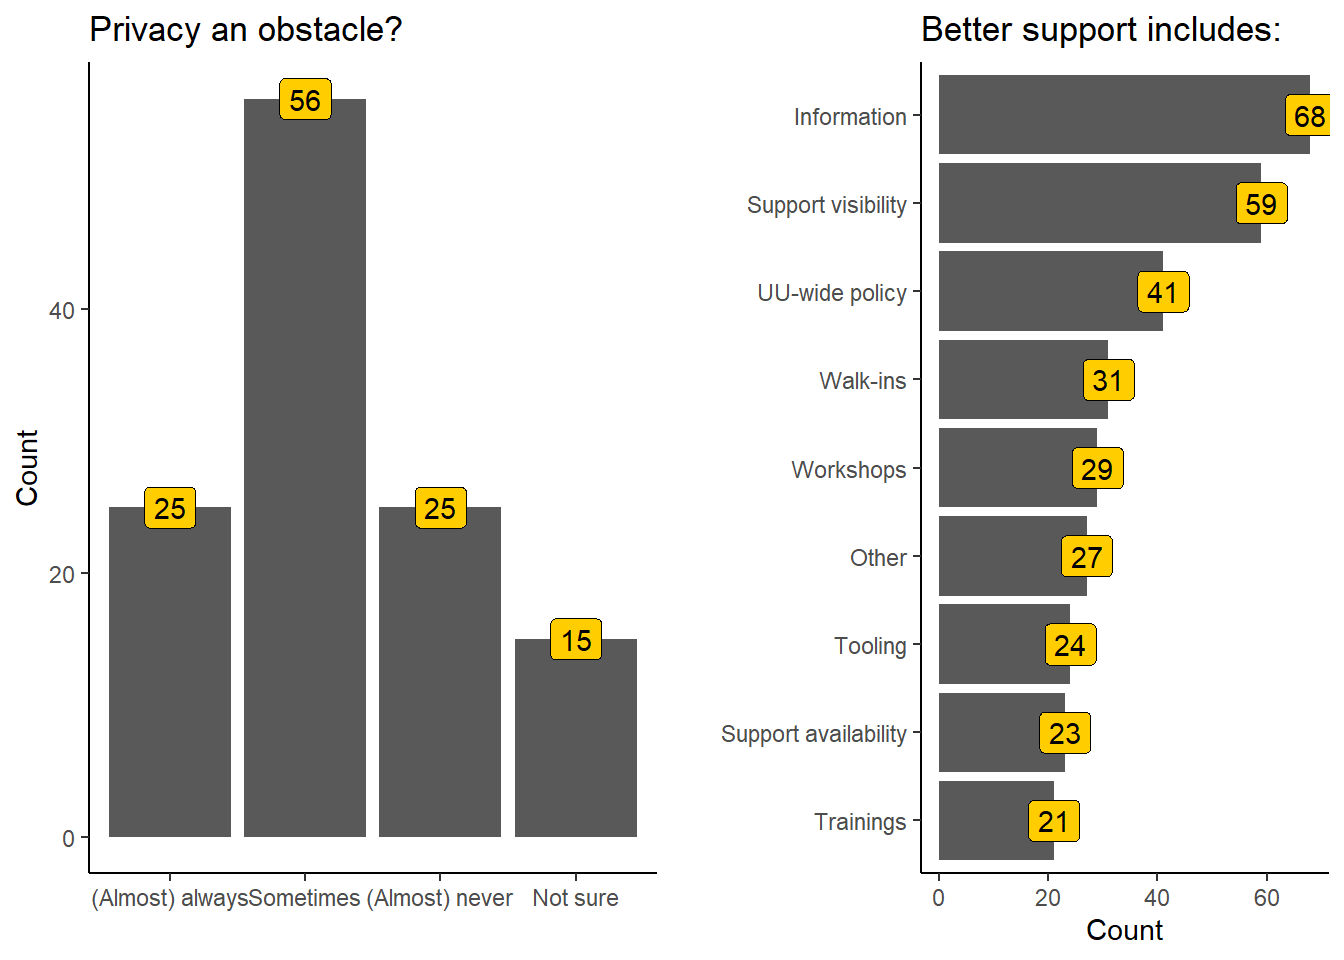 Privacy an obstacle?
Count
40
20
0
25
56
25
15
(Almost) always Sometimes (Almost) never Not sure
Better support includes:
Information 68
Support visibility 59
UU-wide policy 41
Walk-ins 31
Workshops 29
Other 27
Tooling 24
Support availability 23
Trainings 21
0 20 40 60
Count